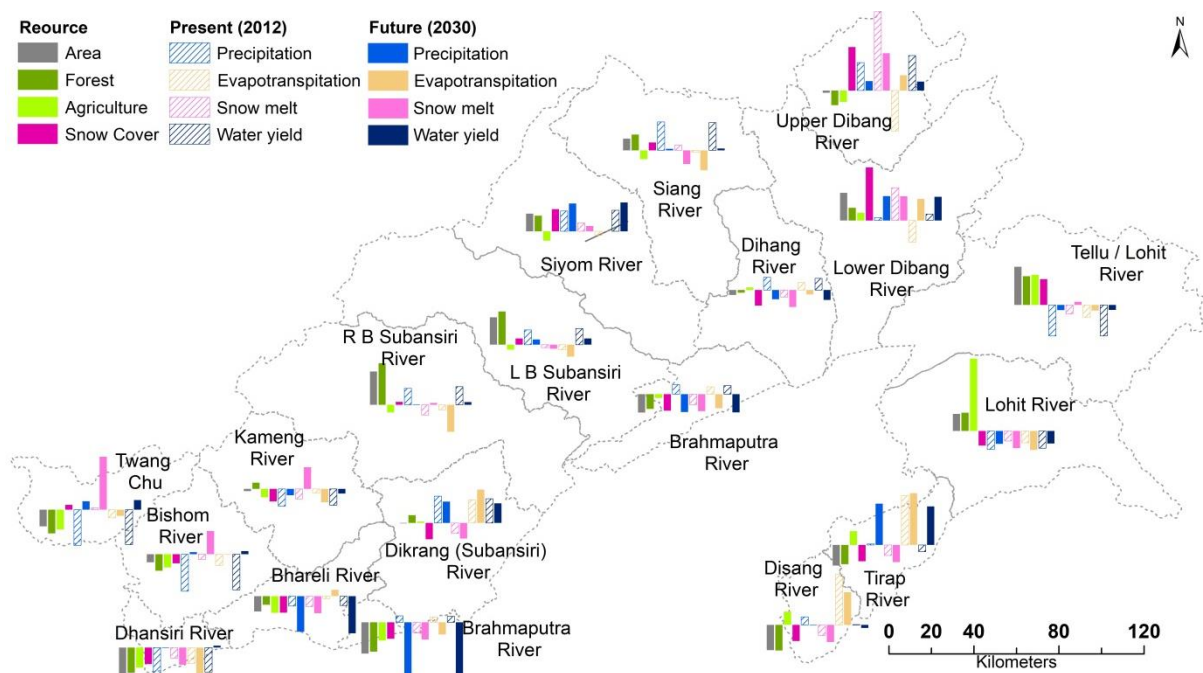 Reource Present (2012) Future (2030)
Area Precipitation Precipitation
Forest Evapotranspitation Evapotranspitation
Agriculture Snow melt Snow melt
Snow Cover Water yield Water yield
N
Upper Dibang
River
Siang
River
Siyom River
Dihang
River
Lower Dibang
River
Tellu / Lohit
River
R B Subansiri
River
L B Subansiri
River
Lohit River
Brahmaputra
River
Kameng
River
Twang
Chu
Bishom
River
Dikrang (Subansiri)
River
Bhareli River
Disang
River
Tirap
River
Dhansiri River
Brahmaputra
River
0 20 40 80 120
Kilometers